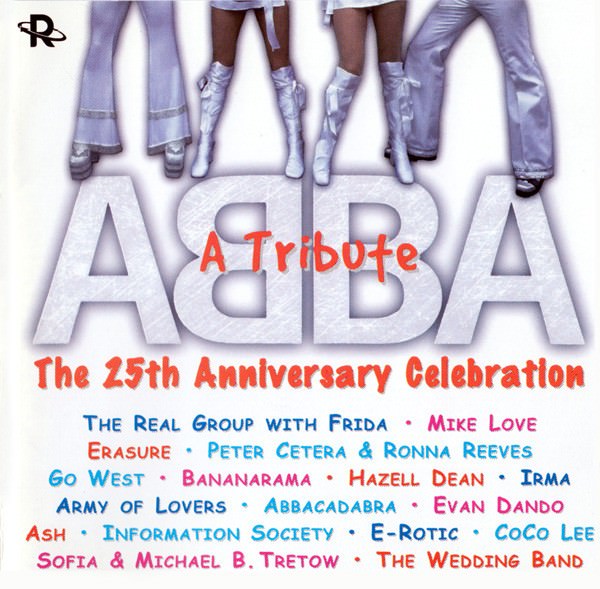 R
ABBA
A Tribute
The 25th Anniversary Celebration
THE REAL GROUP WITH FRIDA · MIKE LOVE
ERASURE · PETER CETERA & RONNA REEVES
GO WEST · BANANARAMA · HAZELL DEAN · IRMA
ARMY OF LOVERS · ABBACADABRA · EVAN DANDO
ASH · INFORMATION SOCIETY · E-ROTIC · COCO LEE
SOFIA & MICHAEL B. TRETOW · THE WEDDING BAND